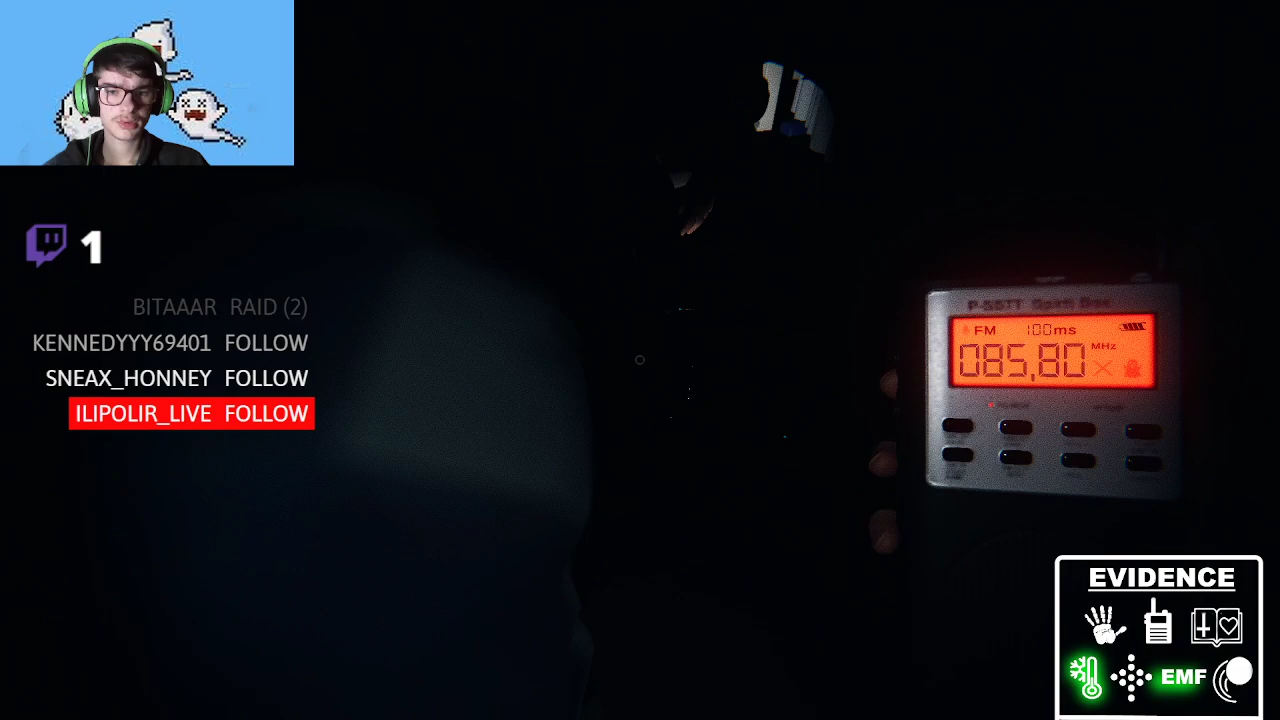 1
BITAAAR RAID (2)
KENNEDYYY69401 FOLLOW
SNEAX_HONNEY FOLLOW
ILIPOLIR_LIVE FOLLOW
P-SSTT Spirit Box
FM 100ms
085,80 MHz
EVIDENCE
EMF